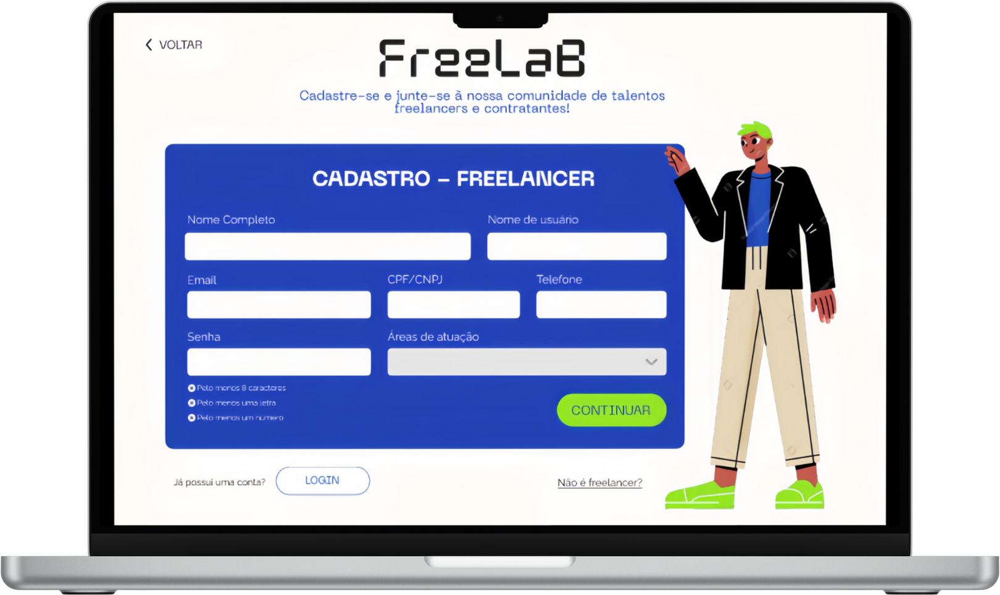 VOLTAR
FreeLaB
Cadastre-se e junte-se à nossa comunidade de talentos
freelancers e contratantes!
CADASTRO - FREELANCER
Nome Completo
Nome de usuário
Email
CPF/CNPJ
Telefone
Senha
Áreas de atuação
Pelo menos 8 caracteres
Pelo menos uma letra
Pelo menos um número
CONTINUAR
Já possui uma conta?
LOGIN
Não é freelancer?